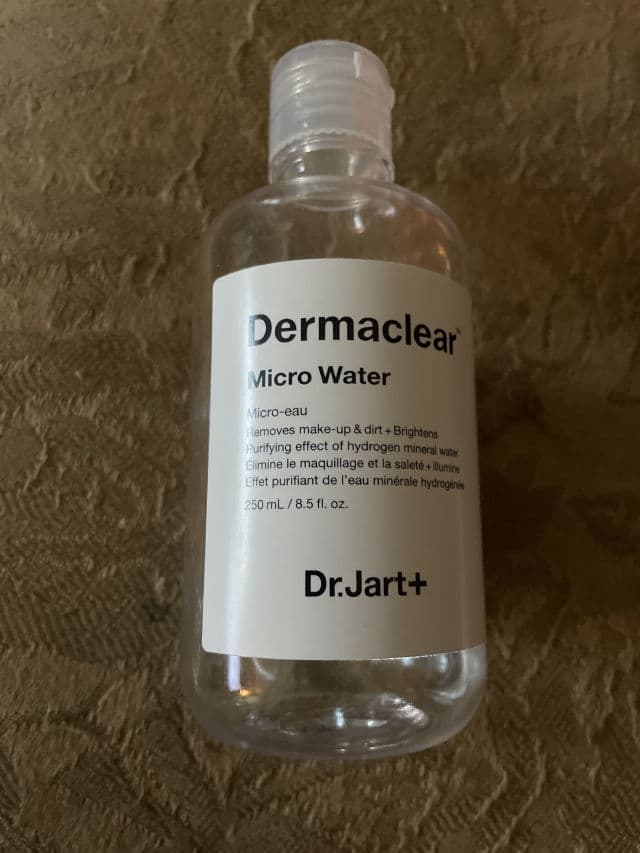 Dermaclear™
Micro Water
Micro-eau
Removes make-up & dirt + Brightens
Purifying effect of hydrogen mineral water
Élimine le maquillage et la saleté + illumine
Effet purifiant de l'eau minérale hydrogénée
250 mL / 8.5 fl. oz.
Dr.Jart+